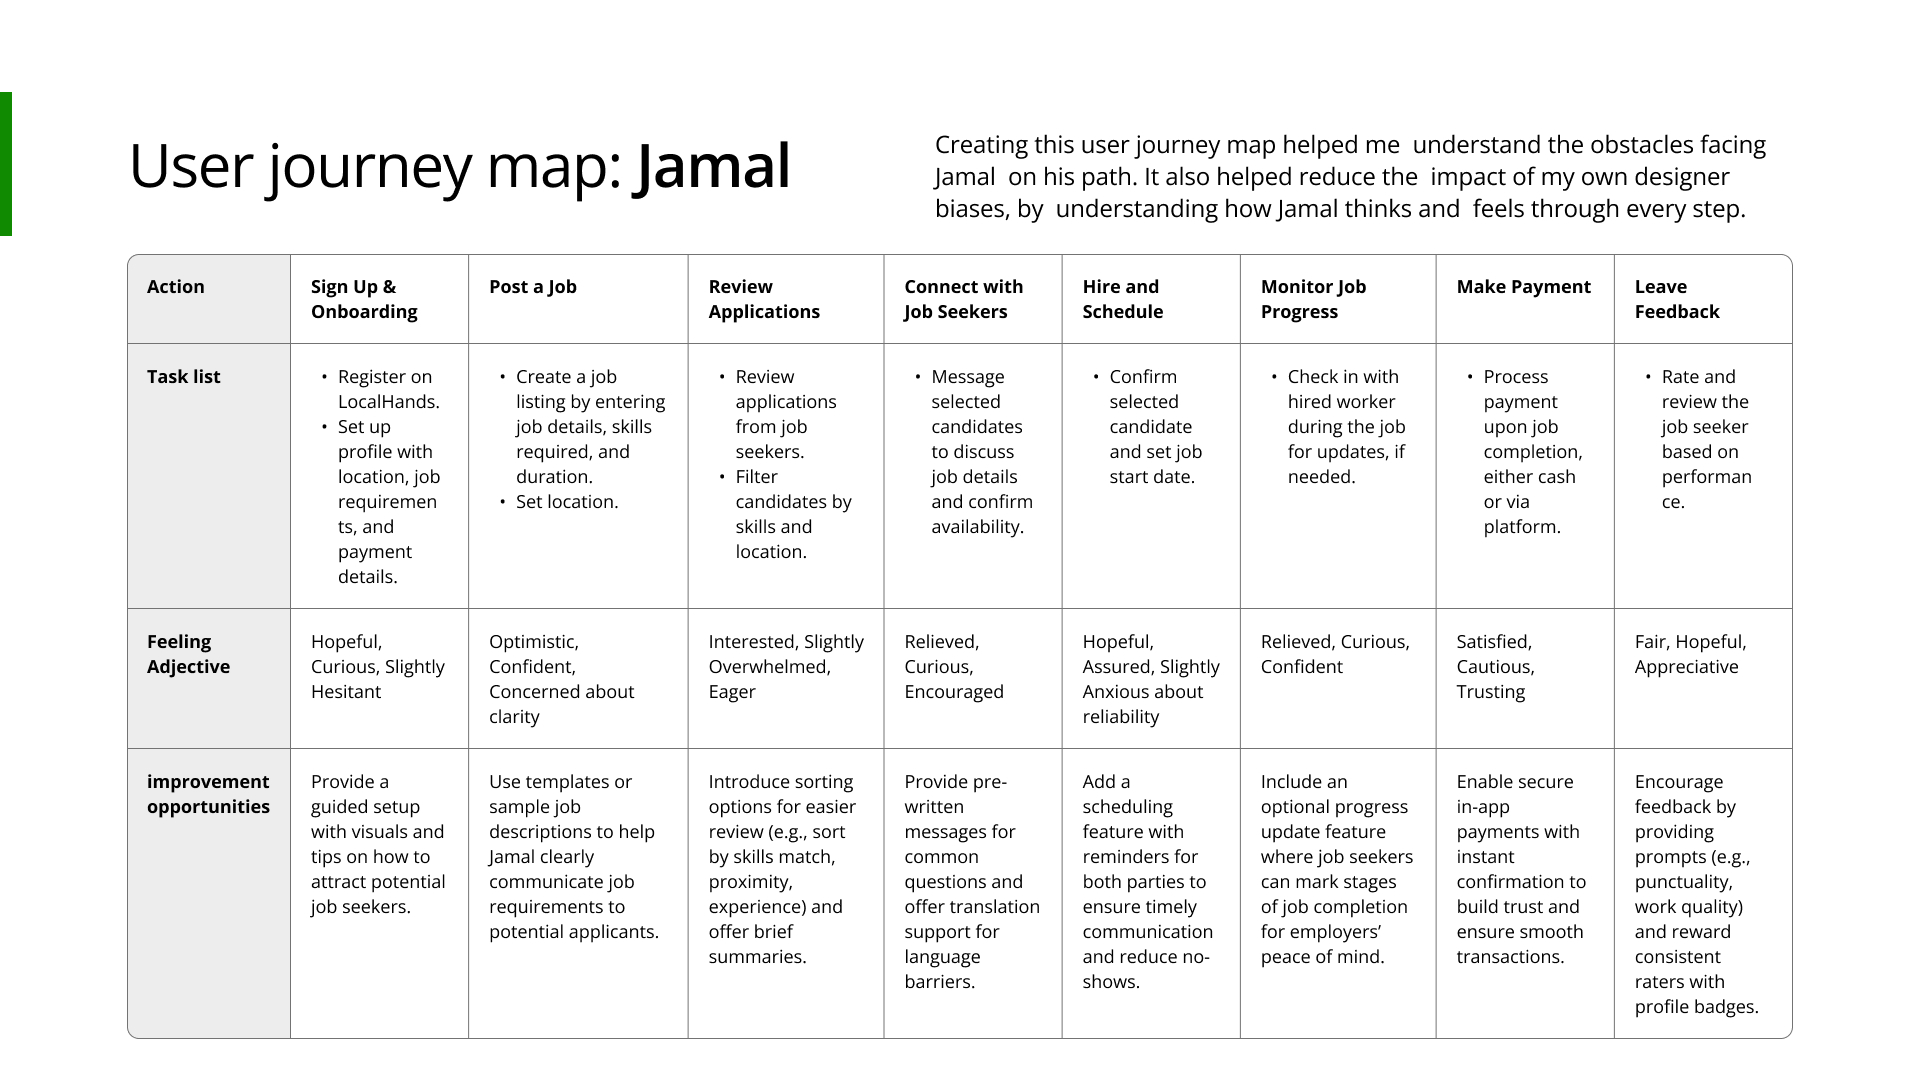 User journey map: Jamal
Creating this user journey map helped me  understand the obstacles facing
Jamal  on his path. It also helped reduce the  impact of my own designer
biases, by  understanding how Jamal thinks and  feels through every step.
Action
Sign Up &
Onboarding
Post a Job
Review
Applications
Connect with
Job Seekers
Hire and
Schedule
Monitor Job
Progress
Make Payment
Leave
Feedback
Task list
• Register on
LocalHands.
• Set up
profile with
location, job
requiremen
ts, and
payment
details.
• Create a job
listing by entering
job details, skills
required, and
duration.
• Set location.
• Review
applications
from job
seekers.
• Filter
candidates by
skills and
location.
• Message
selected
candidates
to discuss
job details
and confirm
availability.
• Confirm
selected
candidate
and set job
start date.
• Check in with
hired worker
during the job
for updates, if
needed.
• Process
payment
upon job
completion,
either cash
or via
platform.
• Rate and
review the
job seeker
based on
performan
ce.
Feeling
Adjective
Hopeful,
Curious, Slightly
Hesitant
Optimistic,
Confident,
Concerned about
clarity
Interested, Slightly
Overwhelmed,
Eager
Relieved,
Curious,
Encouraged
Hopeful,
Assured, Slightly
Anxious about
reliability
Relieved, Curious,
Confident
Satisfied,
Cautious,
Trusting
Fair, Hopeful,
Appreciative
improvement
opportunities
Provide a
guided setup
with visuals and
tips on how to
attract potential
job seekers.
Use templates or
sample job
descriptions to help
Jamal clearly
communicate job
requirements to
potential applicants.
Introduce sorting
options for easier
review (e.g., sort
by skills match,
proximity,
experience) and
offer brief
summaries.
Provide pre-
written
messages for
common
questions and
offer translation
support for
language
barriers.
Add a
scheduling
feature with
reminders for
both parties to
ensure timely
communication
and reduce no-
shows.
Include an
optional progress
update feature
where job seekers
can mark stages
of job completion
for employers’
peace of mind.
Enable secure
in-app
payments with
instant
confirmation to
build trust and
ensure smooth
transactions.
Encourage
feedback by
providing
prompts (e.g.,
punctuality,
work quality)
and reward
consistent
raters with
profile badges.